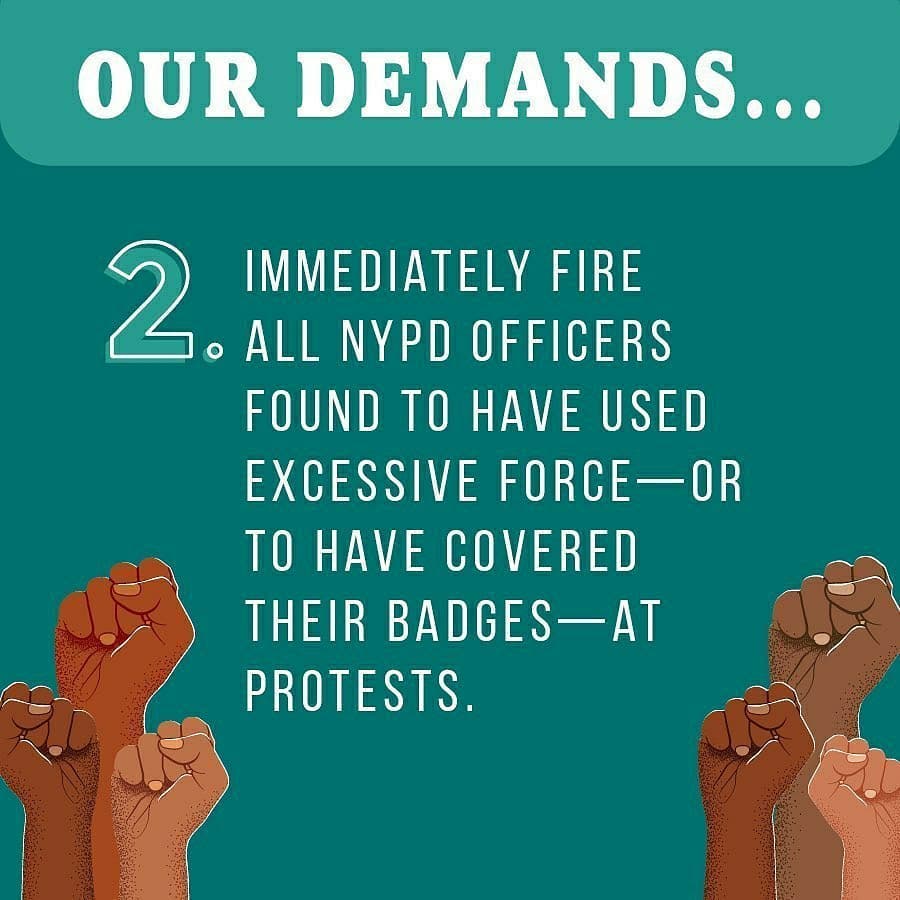 OUR DEMANDS...
2. IMMEDIATELY FIRE
ALL NYPD OFFICERS
FOUND TO HAVE USED
EXCESSIVE FORCE—OR
TO HAVE COVERED
THEIR BADGES—AT
PROTESTS.